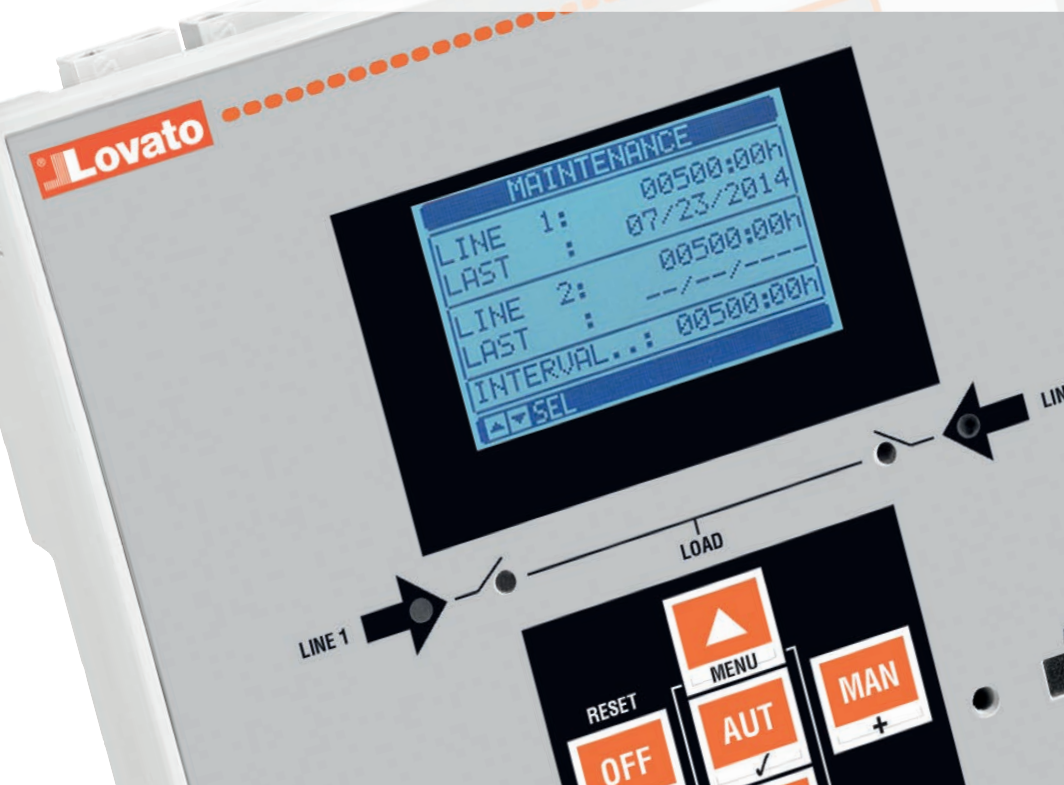 Lovato
MAINTENANCE
LINE 1: 00500:00h
LAST : 07/23/2014
LINE 2: 00500:00h
LAST : --/--/----
INTERVAL..: 00500:00h
▲▼SEL
LOAD
LINE 1
MENU
RESET
OFF
AUT
✓
MAN
+